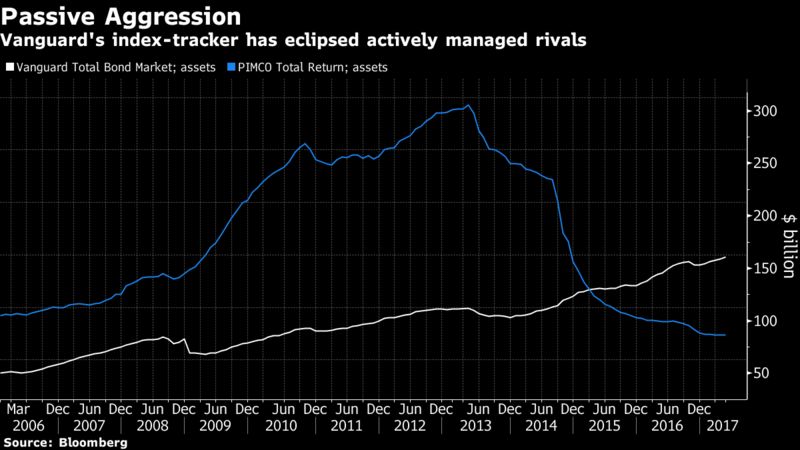 Passive Aggression
Vanguard's index-tracker has eclipsed actively managed rivals
Vanguard Total Bond Market; assets PIMCO Total Return; assets
300
250
200
150
100
50
$ billion
Mar Dec Jun Dec Jun Dec Jun Dec Jun Dec Jun Dec Jun Dec Jun Dec Jun Dec Jun Dec Jun Dec
2006 2007 2008 2009 2010 2011 2012 2013 2014 2015 2016 2017
Source: Bloomberg